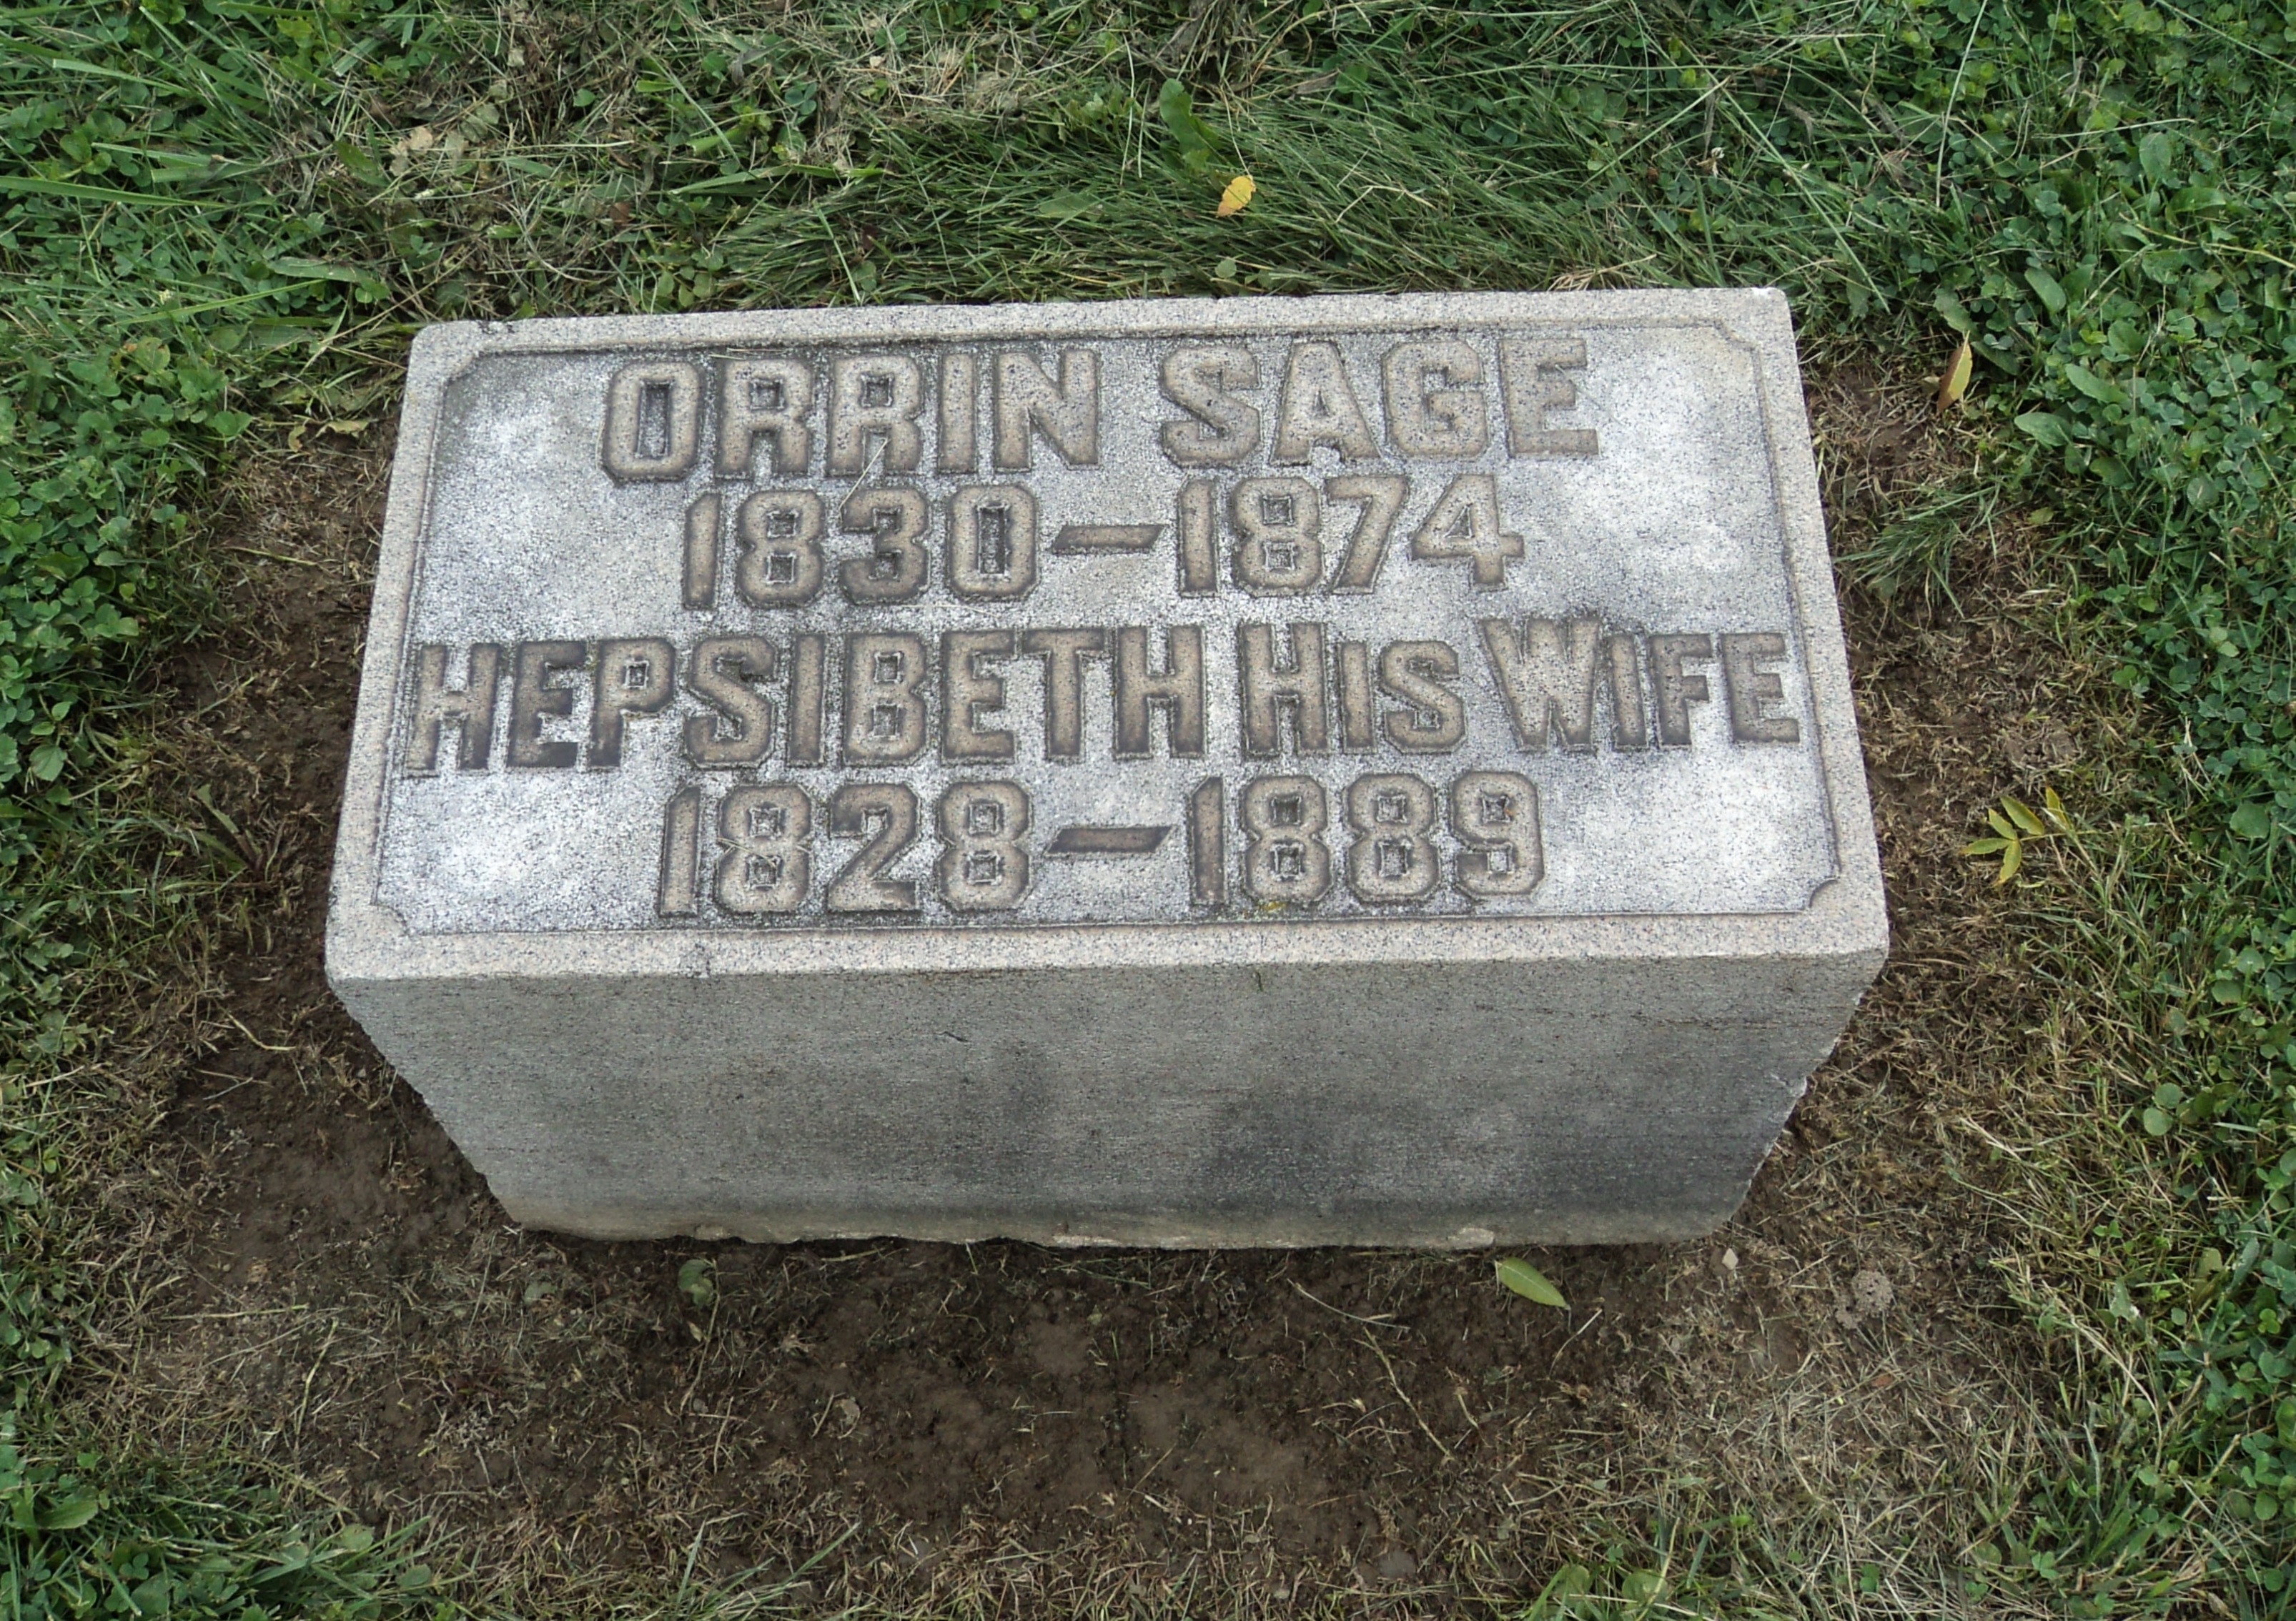 ORRIN SAGE
1830-1874
HEPSIBETH HIS WIFE
1828-1889